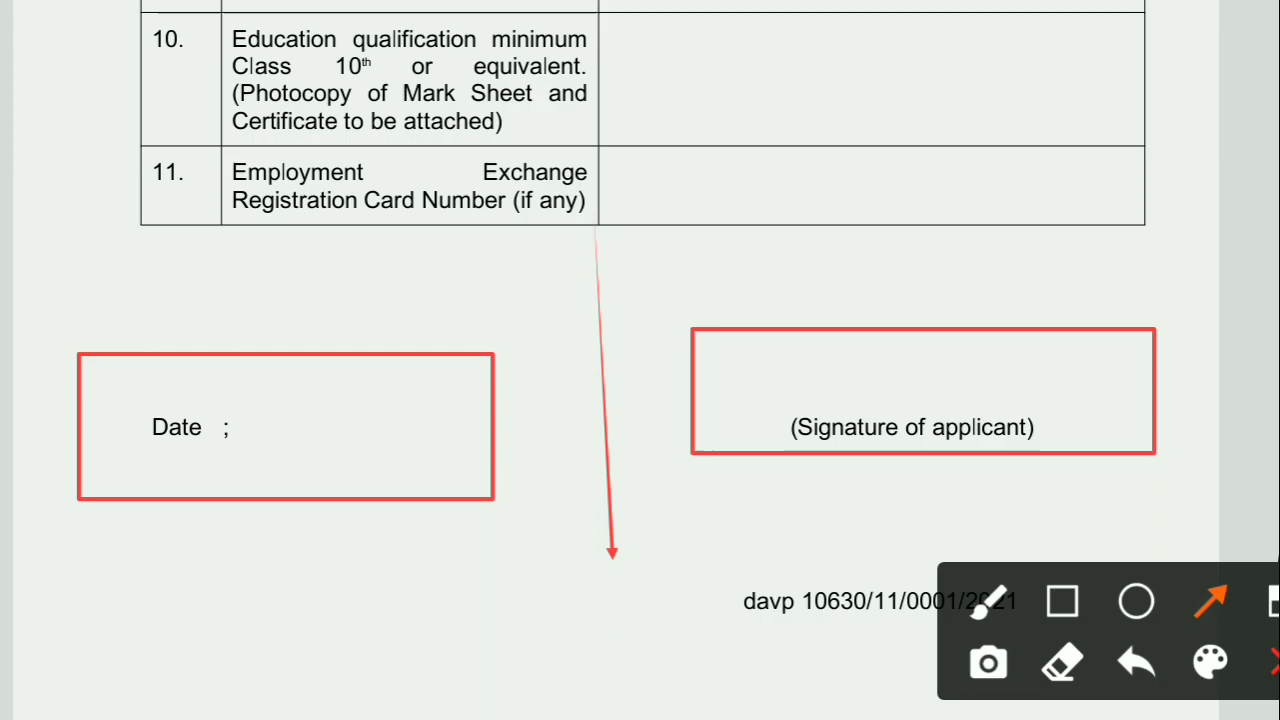 10. Education qualification minimum
Class 10th or equivalent.
(Photocopy of Mark Sheet and
Certificate to be attached)
11. Employment Exchange
Registration Card Number (if any)
Date ;
(Signature of applicant)
davp 10630/11/0001/2021